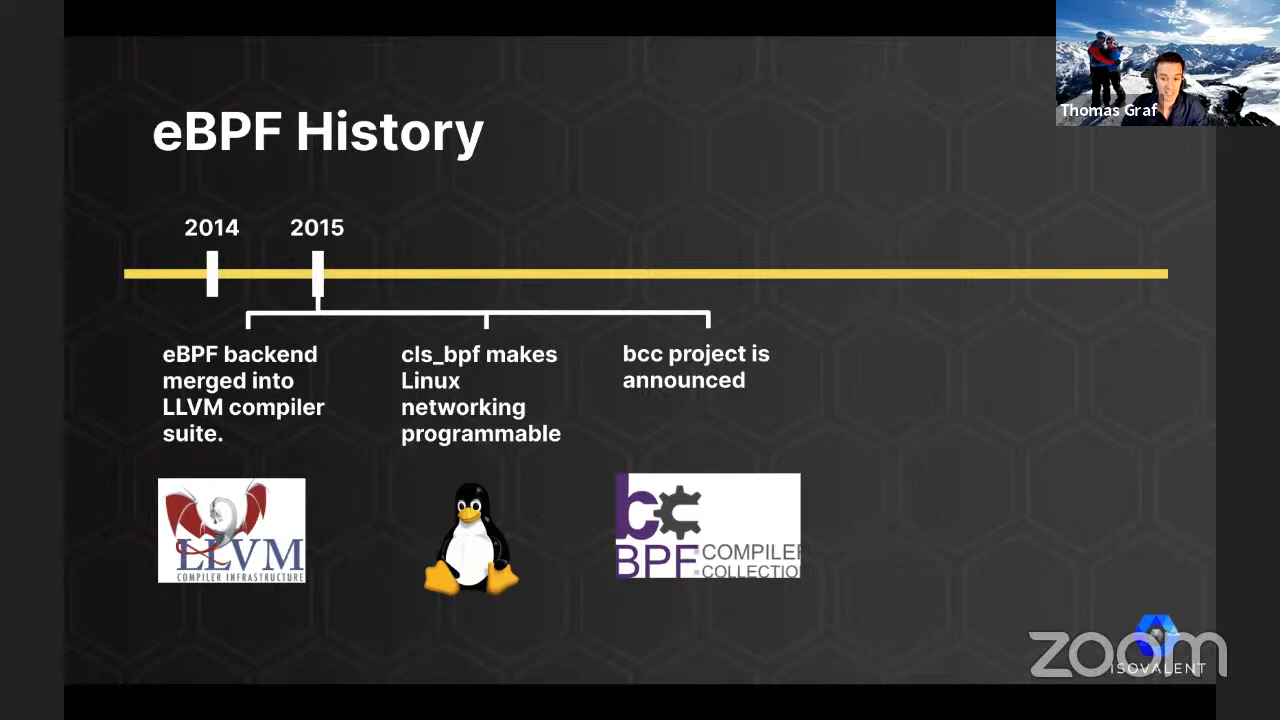 Thomas Graf
eBPF History
2014
2015
eBPF backend
merged into
LLVM compiler
suite.
cls_bpf makes
Linux
networking
programmable
bcc project is
announced
LLVM
COMPILER INFRASTRUCTURE
bc
BPF COMPILER
COLLECTIO
zoom
ISOVALENT